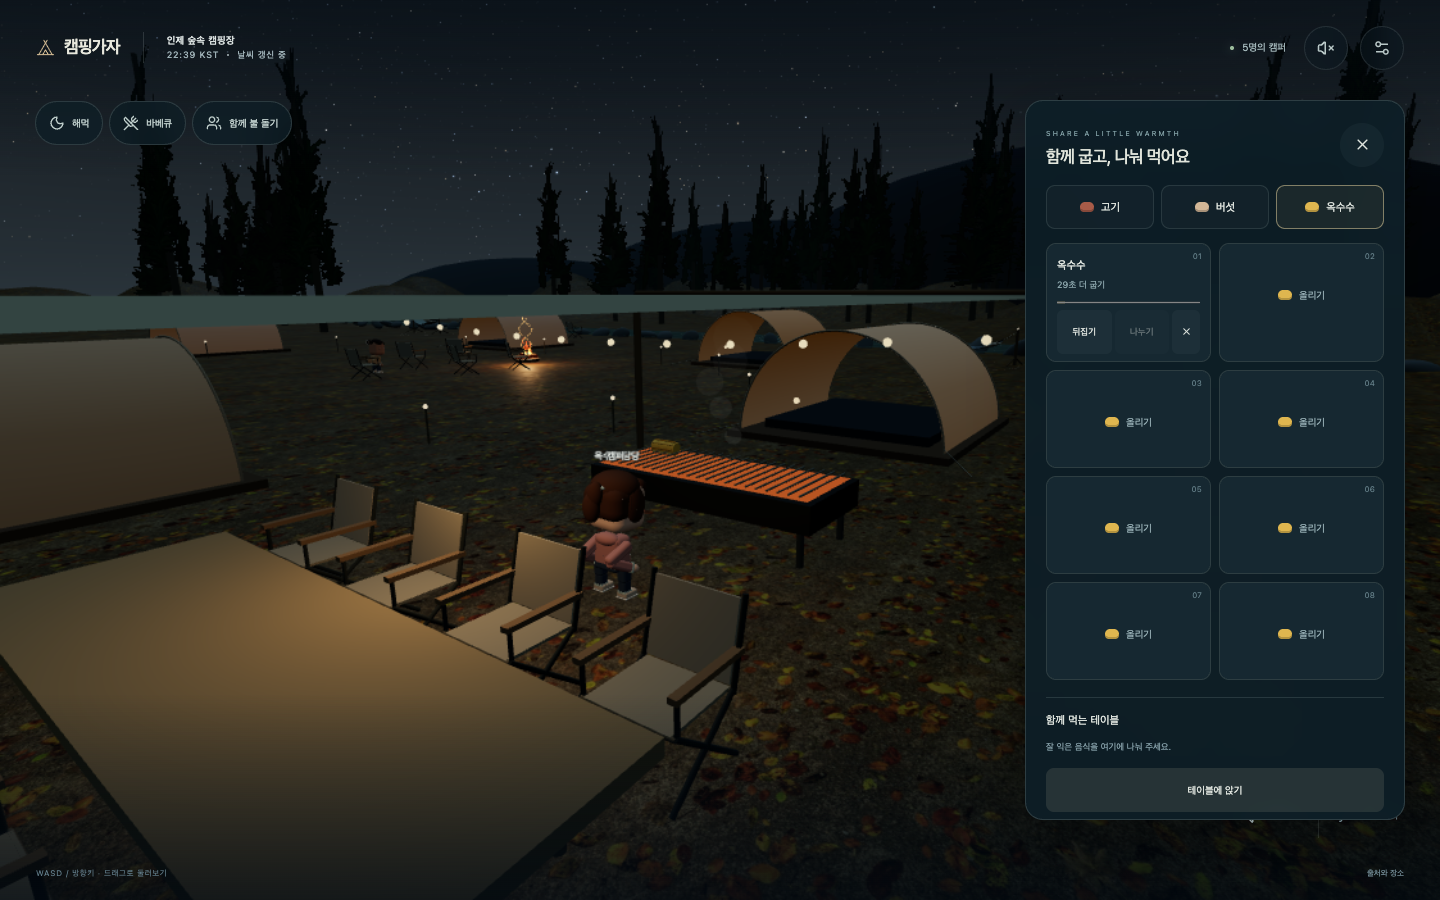 캠핑가자
인제 숲속 캠핑장
22:39 KST · 날씨 갱신 중
5명의 캠퍼
해먹
바베큐
함께 불 돌기
SHARE A LITTLE WARMTH
함께 굽고, 나눠 먹어요
고기
버섯
옥수수
01
옥수수
29초 더 굽기
뒤집기
나누기
02
올리기
03
올리기
04
올리기
05
올리기
06
올리기
07
올리기
08
올리기
함께 먹는 테이블
잘 익은 음식을 여기에 나눠 주세요.
테이블에 앉기
WASD / 방향키 · 드래그로 둘러보기
출처와 장소